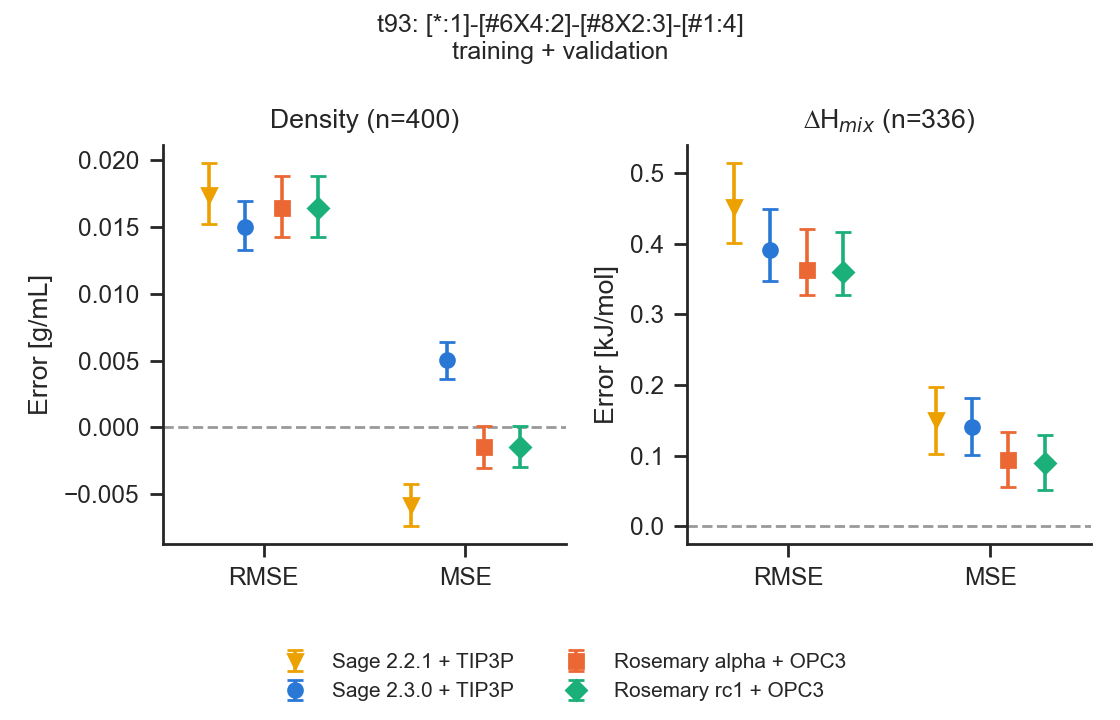 t93: [*:1]-[#6X4:2]-[#8X2:3]-[#1:4]
training + validation
Density (n=400)
Error [g/mL]
0.020
0.015
0.010
0.005
0.000
−0.005
RMSE
MSE
ΔHmix (n=336)
Error [kJ/mol]
0.5
0.4
0.3
0.2
0.1
0.0
RMSE
MSE
Sage 2.2.1 + TIP3P
Sage 2.3.0 + TIP3P
Rosemary alpha + OPC3
Rosemary rc1 + OPC3